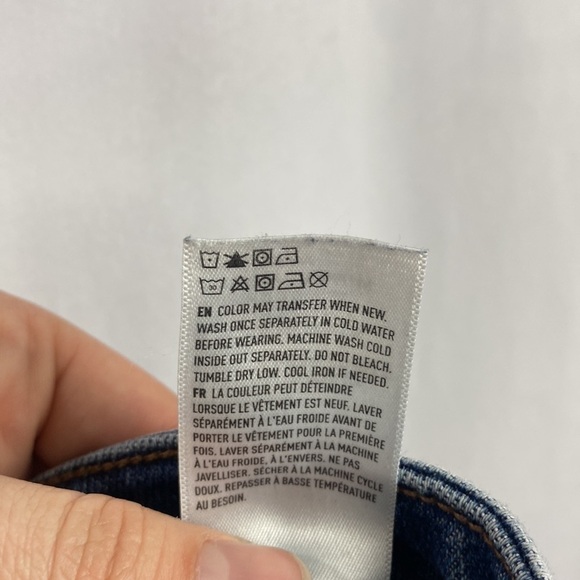 30
EN COLOR MAY TRANSFER WHEN NEW.
WASH ONCE SEPARATELY IN COLD WATER
BEFORE WEARING. MACHINE WASH COLD
INSIDE OUT SEPARATELY. DO NOT BLEACH.
TUMBLE DRY LOW. COOL IRON IF NEEDED.
FR LA COULEUR PEUT DÉTEINDRE
LORSQUE LE VÊTEMENT EST NEUF. LAVER
SÉPARÉMENT À L'EAU FROIDE AVANT DE
PORTER LE VÊTEMENT POUR LA PREMIÈRE
FOIS. LAVER SÉPARÉMENT À LA MACHINE
À L'EAU FROIDE, À L'ENVERS. NE PAS
JAVELLISER. SÉCHER À LA MACHINE CYCLE
DOUX. REPASSER À BASSE TEMPÉRATURE
AU BESOIN.